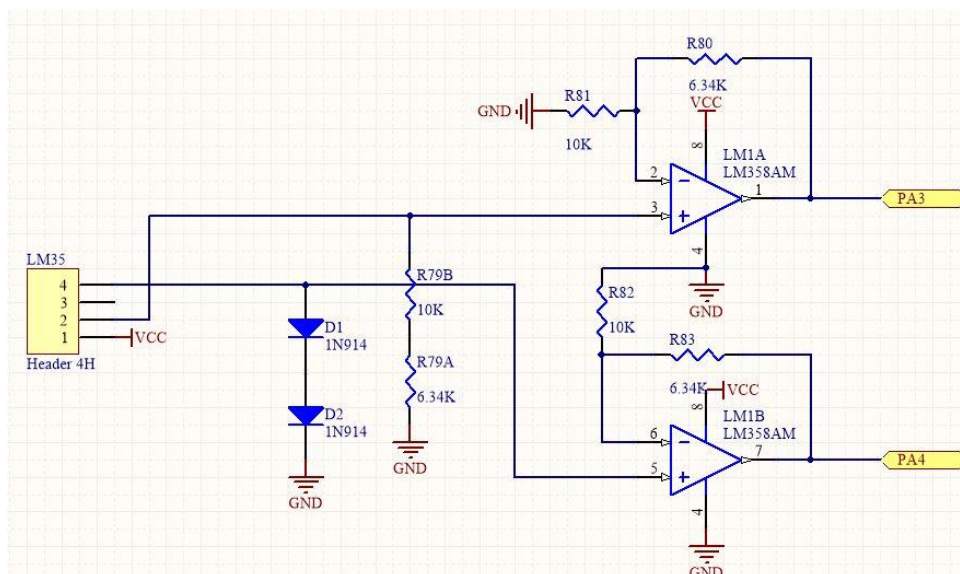 R80
6.34K
VCC
R81
GND
10K
8
LM1A
LM358AM
2
1
PA3
3
4
LM35
4
3
2
1
VCC
Header 4H
R79B
10K
D1
1N914
R79A
6.34K
D2
1N914
GND
GND
R82
10K
GND
R83
6.34K
VCC
8
LM1B
LM358AM
6
7
PA4
5
4
GND